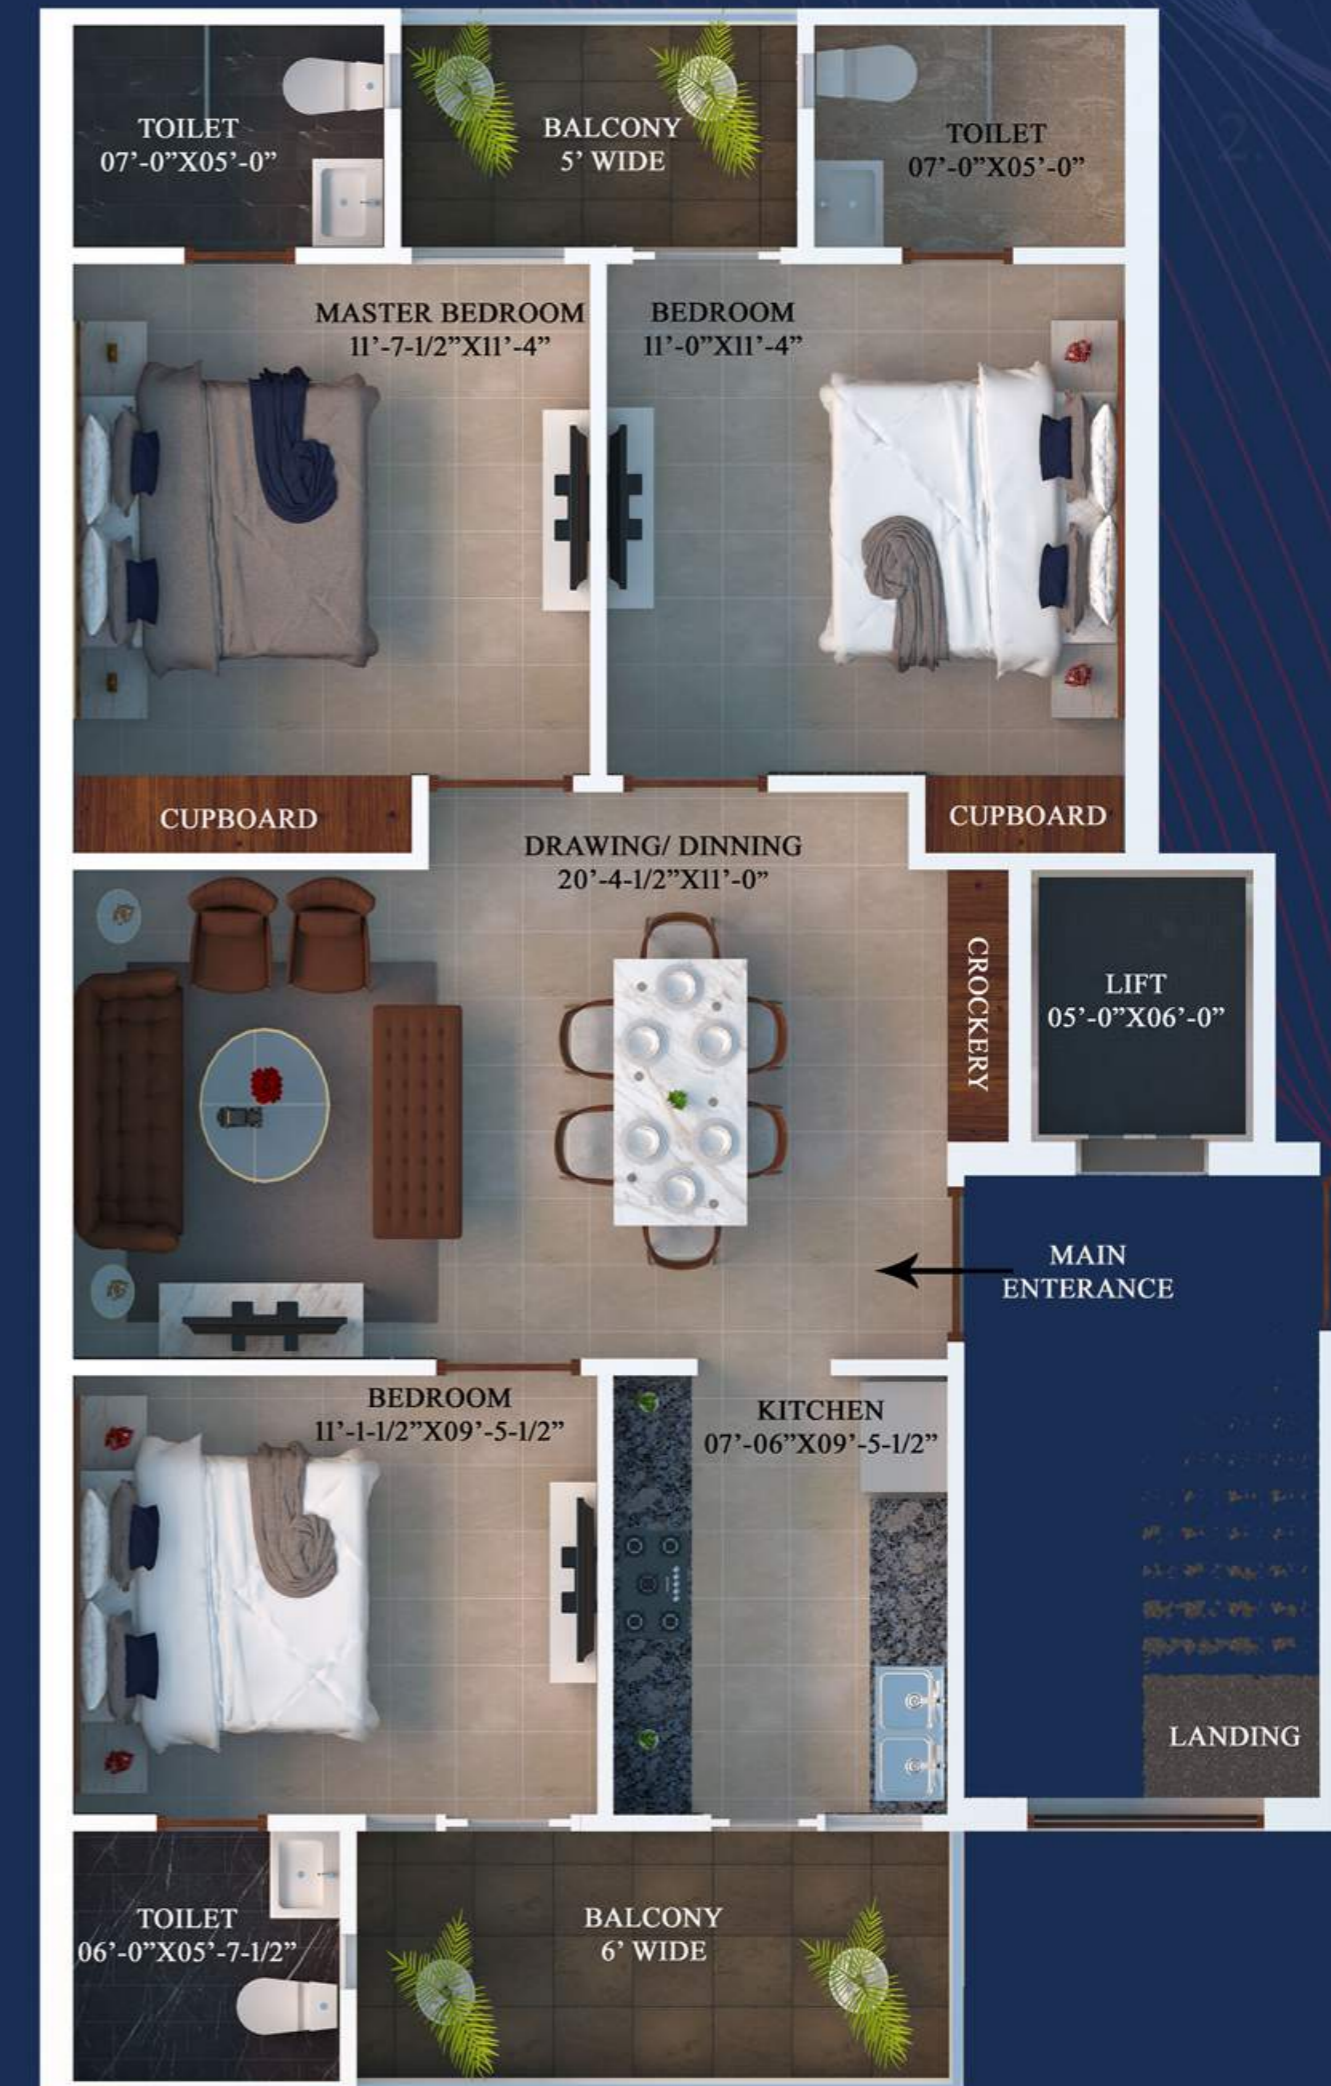 TOILET
07'-0”X05'-0”
BALCONY
5' WIDE
TOILET
07'-0”X05'-0”
MASTER BEDROOM
11'-7-1/2”X11'-4”
BEDROOM
11'-0”X11'-4”
CUPBOARD
CUPBOARD
DRAWING/ DINNING
20'-4-1/2”X11'-0”
CROCKERY
LIFT
05'-0”X06'-0”
MAIN
ENTERANCE
BEDROOM
11'-1-1/2”X09'-5-1/2”
KITCHEN
07'-06”X09'-5-1/2”
LANDING
TOILET
06'-0”X05'-7-1/2”
BALCONY
6' WIDE